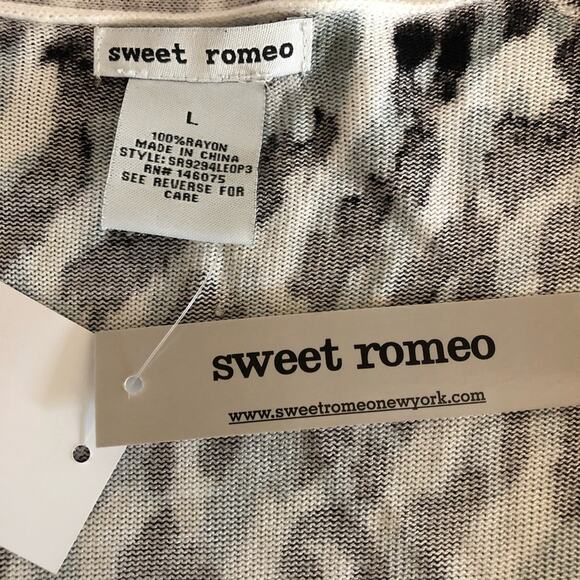 sweet romeo
L
100%RAYON
MADE IN CHINA
STYLE: SR9294LEOP3
RN# 146075
SEE REVERSE FOR
CARE
sweet romeo
www.sweetromeonewyork.com